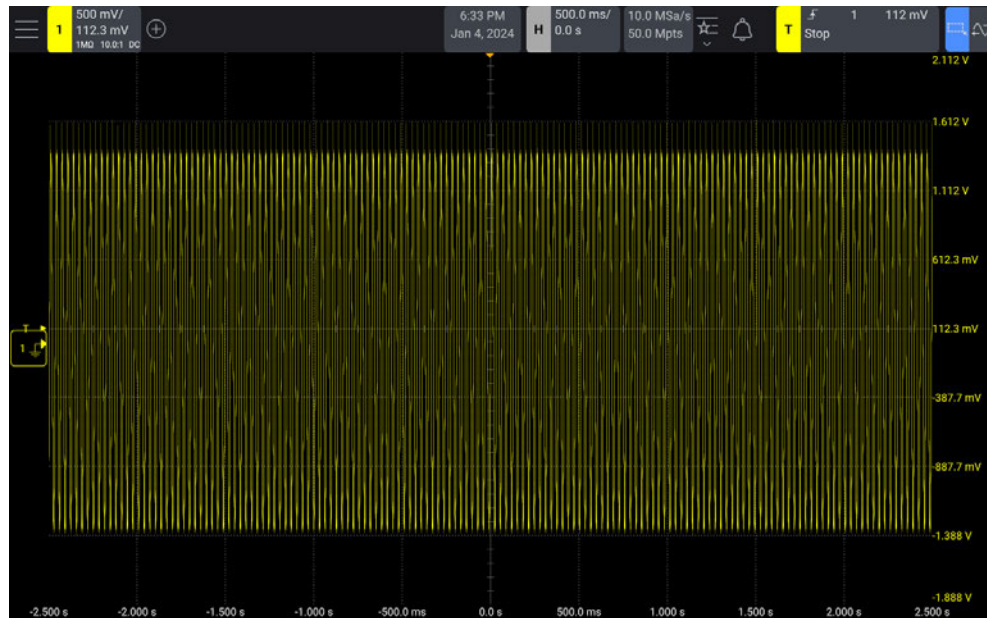 1 500 mV/
112.3 mV
1MΩ 10.0:1 DC
6:33 PM
Jan 4, 2024
H 500.0 ms/
0.0 s
10.0 MSa/s
50.0 Mpts
T 1 112 mV
Stop
2.112 V
1.612 V
1.112 V
612.3 mV
T
112.3 mV
1
-387.7 mV
-887.7 mV
-1.388 V
-1.888 V
-2.500 s -2.000 s -1.500 s -1.000 s -500.0 ms 0.0 s 500.0 ms 1.000 s 1.500 s 2.000 s 2.500 s